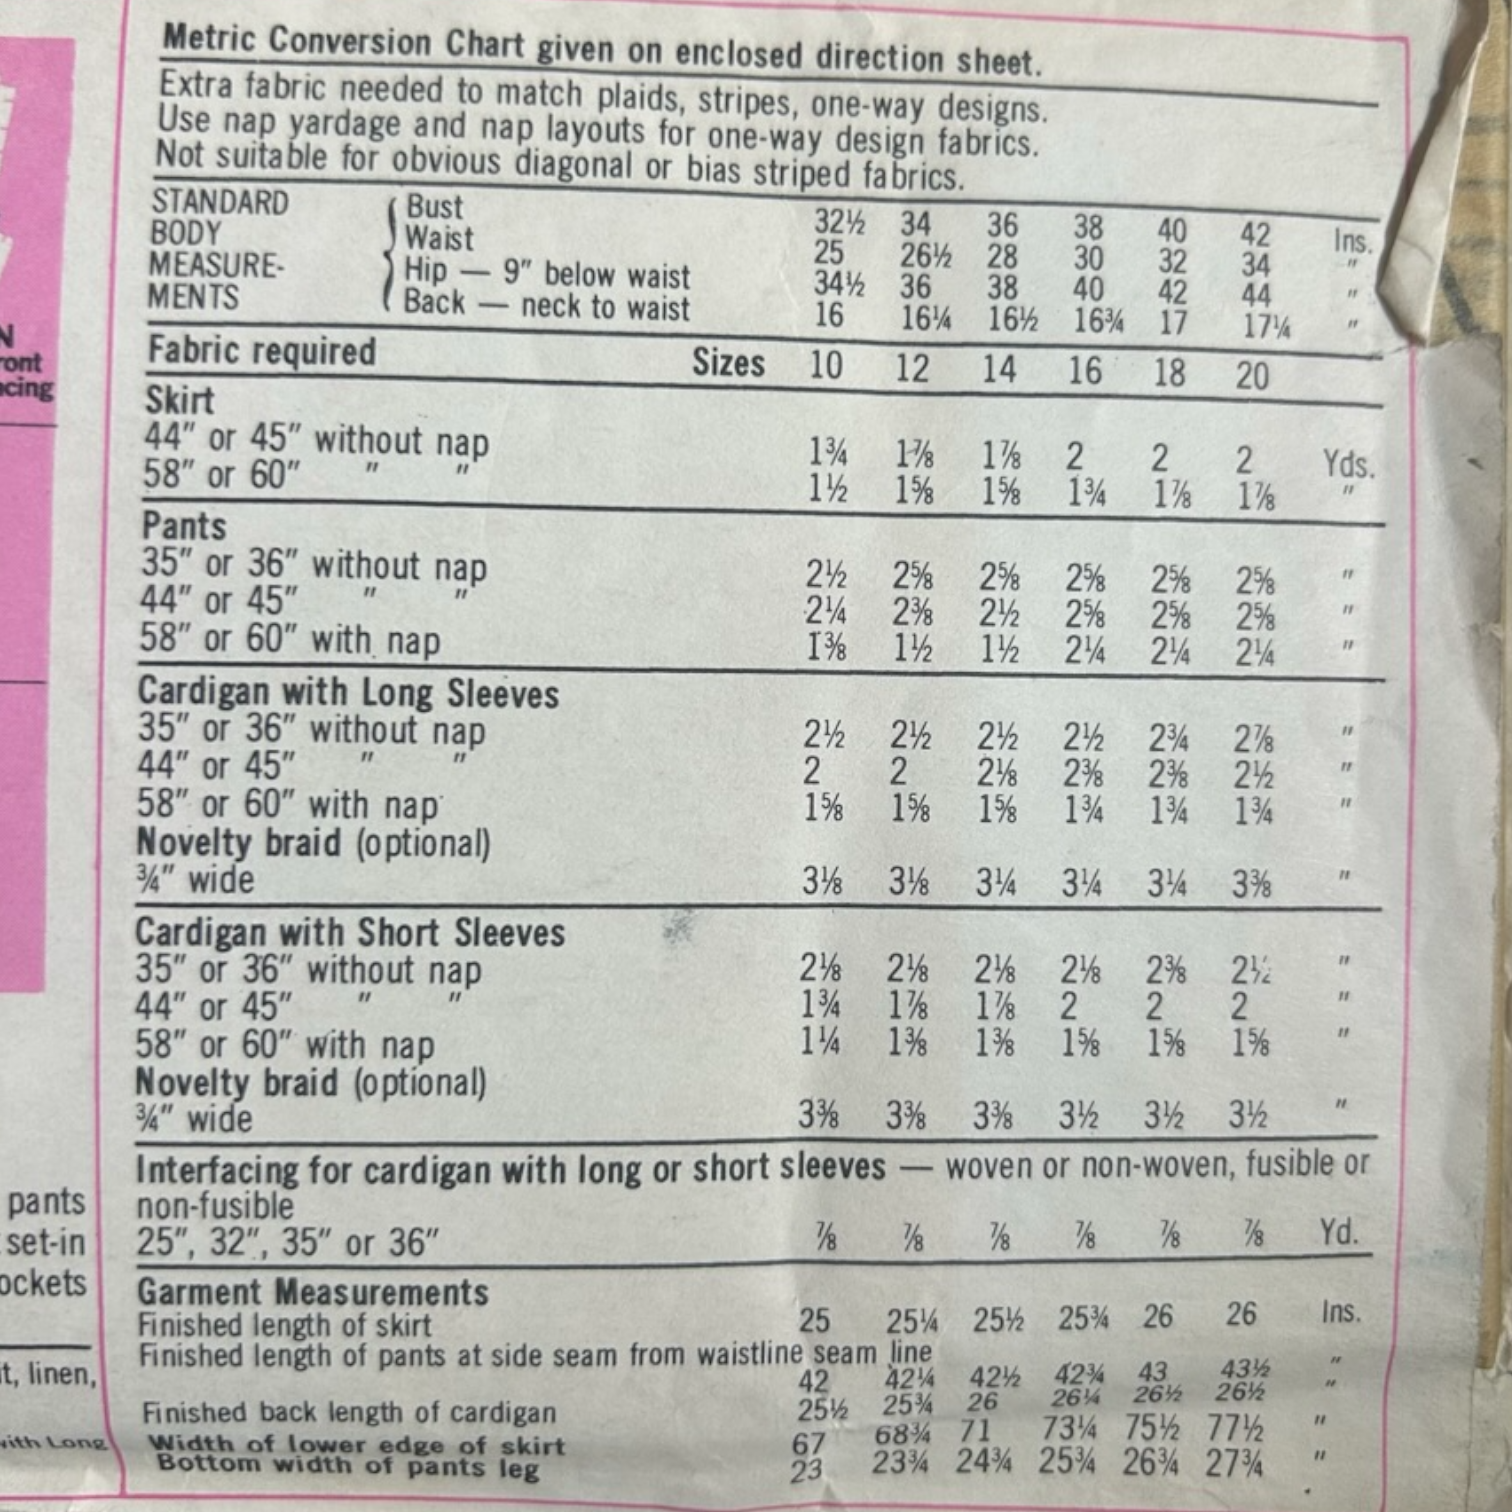 Metric Conversion Chart given on enclosed direction sheet.
Extra fabric needed to match plaids, stripes, one-way designs.
Use nap yardage and nap layouts for one-way design fabrics.
Not suitable for obvious diagonal or bias striped fabrics.
STANDARD Bust 32½ 34 36 38 40 42 Ins.
BODY Waist 25 26½ 28 30 32 34 "
MEASURE- Hip — 9" below waist 34½ 36 38 40 42 44 "
MENTS Back — neck to waist 16 16¼ 16½ 16¾ 17 17¼ "
Fabric required Sizes 10 12 14 16 18 20
Skirt
44" or 45" without nap 1¾ 1⅞ 1⅞ 2 2 2 Yds.
58" or 60" " " 1½ 1⅝ 1⅝ 1¾ 1⅞ 1⅞ "
Pants
35" or 36" without nap 2½ 2⅝ 2⅝ 2⅝ 2⅝ 2⅝ "
44" or 45" " " 2¼ 2⅜ 2½ 2⅝ 2⅝ 2⅝ "
58" or 60" with nap 1⅜ 1½ 1½ 2¼ 2¼ 2¼ "
Cardigan with Long Sleeves
35" or 36" without nap 2½ 2½ 2½ 2½ 2¾ 2⅞ "
44" or 45" " " 2 2 2⅛ 2⅜ 2⅜ 2½ "
58" or 60" with nap 1⅝ 1⅝ 1⅝ 1¾ 1¾ 1¾ "
Novelty braid (optional)
¾" wide 3⅛ 3⅛ 3¼ 3¼ 3¼ 3⅜ "
Cardigan with Short Sleeves
35" or 36" without nap 2⅛ 2⅛ 2⅛ 2⅛ 2⅜ 2½ "
44" or 45" " " 1¾ 1⅞ 1⅞ 2 2 2 "
58" or 60" with nap 1¼ 1⅜ 1⅜ 1⅝ 1⅝ 1⅝ "
Novelty braid (optional)
¾" wide 3⅜ 3⅜ 3⅜ 3½ 3½ 3½ "
Interfacing for cardigan with long or short sleeves — woven or non-woven, fusible or
non-fusible
25", 32", 35" or 36" ⅞ ⅞ ⅞ ⅞ ⅞ ⅞ Yd.
Garment Measurements
Finished length of skirt 25 25¼ 25½ 25¾ 26 26 Ins.
Finished length of pants at side seam from waistline seam line
42 42¼ 42½ 42¾ 43 43½ "
Finished back length of cardigan 25½ 25¾ 26 26¼ 26½ 26½ "
Width of lower edge of skirt 67 68¾ 71 73¼ 75½ 77½ "
Bottom width of pants leg 23 23¾ 24¾ 25¾ 26¾ 27¾ "
N
ront
cing
pants
set-in
ockets
t, linen,
with Long